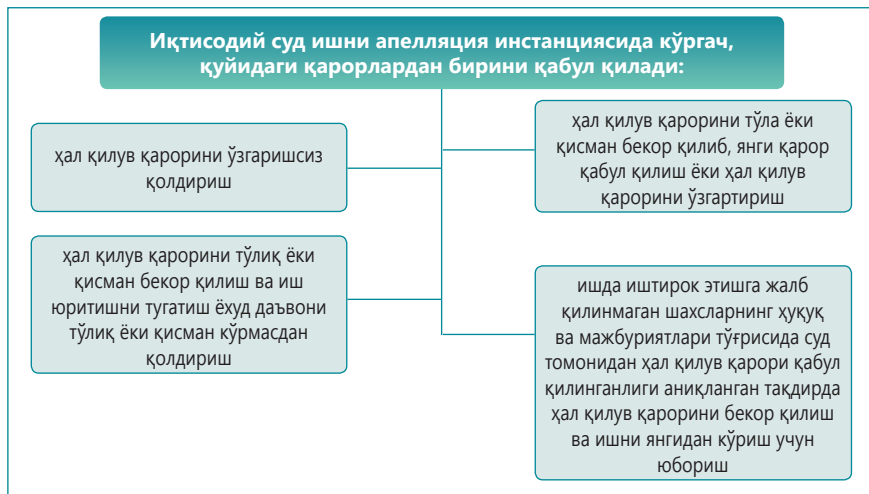 Иқтисодий суд ишни апелляция инстанциясида кўргач,
қуйидаги қарорлардан бирини қабул қилади:
ҳал қилув қарорини ўзгаришсиз
қолдириш
ҳал қилув қарорини тўла ёки
қисман бекор қилиб, янги қарор
қабул қилиш ёки ҳал қилув
қарорини ўзгартириш
ҳал қилув қарорини тўлиқ ёки
қисман бекор қилиш ва иш
юритишни тугатиш ёхуд даъвони
тўлиқ ёки қисман кўрмасдан
қолдириш
ишда иштирок этишга жалб
қилинмаган шахсларнинг ҳуқуқ
ва мажбуриятлари тўғрисида суд
томонидан ҳал қилув қарори қабул
қилинганлиги аниқланган тақдирда
ҳал қилув қарорини бекор қилиш
ва ишни янгидан кўриш учун
юбориш